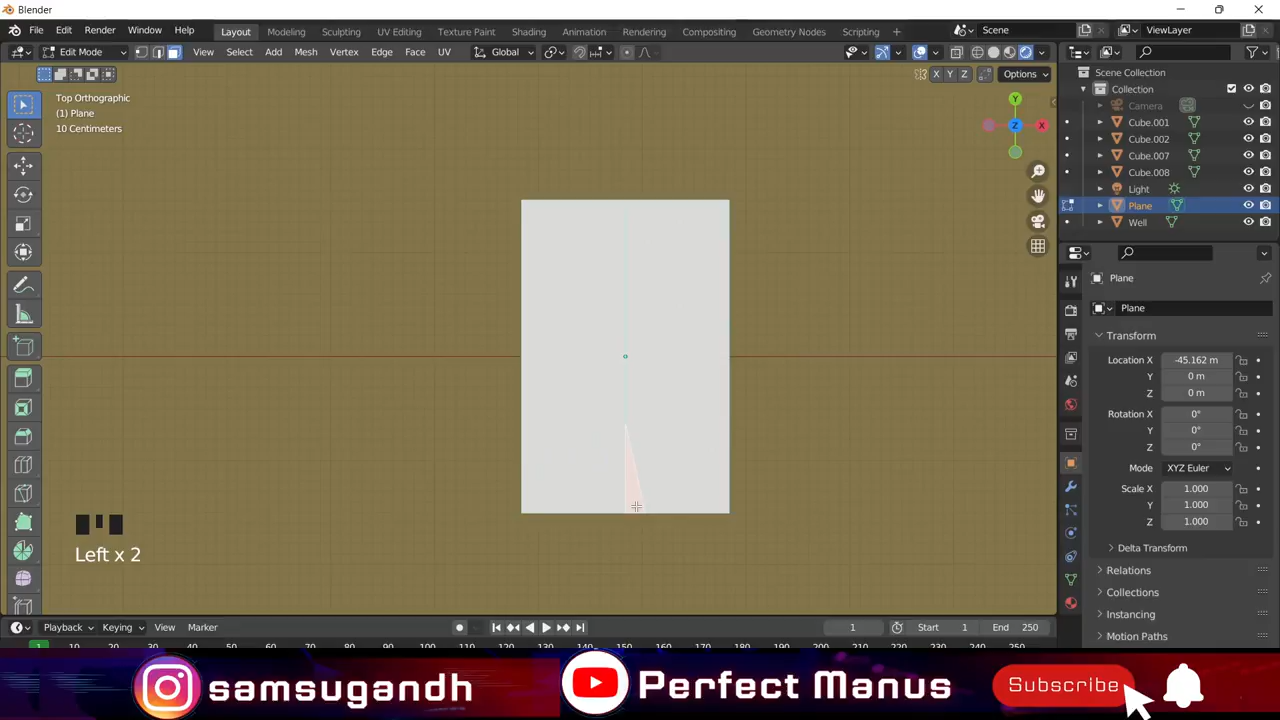 Blender
File Edit Render Window Help Layout Modeling Sculpting UV Editing Texture Paint Shading Animation Rendering Compositing Geometry Nodes Scripting + Scene ViewLayer
Edit Mode View Select Add Mesh Vertex Edge Face UV Global
X Y Z Options
Top Orthographic
(1) Plane
10 Centimeters
Y
Z X
Scene Collection
Collection
Camera
Cube.001
Cube.002
Cube.007
Cube.008
Light
Plane
Well
Plane
Plane
Transform
Location X -45.162 m
Y 0 m
Z 0 m
Rotation X 0°
Y 0°
Z 0°
Mode XYZ Euler
Scale X 1.000
Y 1.000
Z 1.000
Delta Transform
Relations
Collections
Instancing
Motion Paths
Left x 2
Playback Keying View Marker 1 Start 1 End 250
samsugandh
Perfect Manus
Subscribe